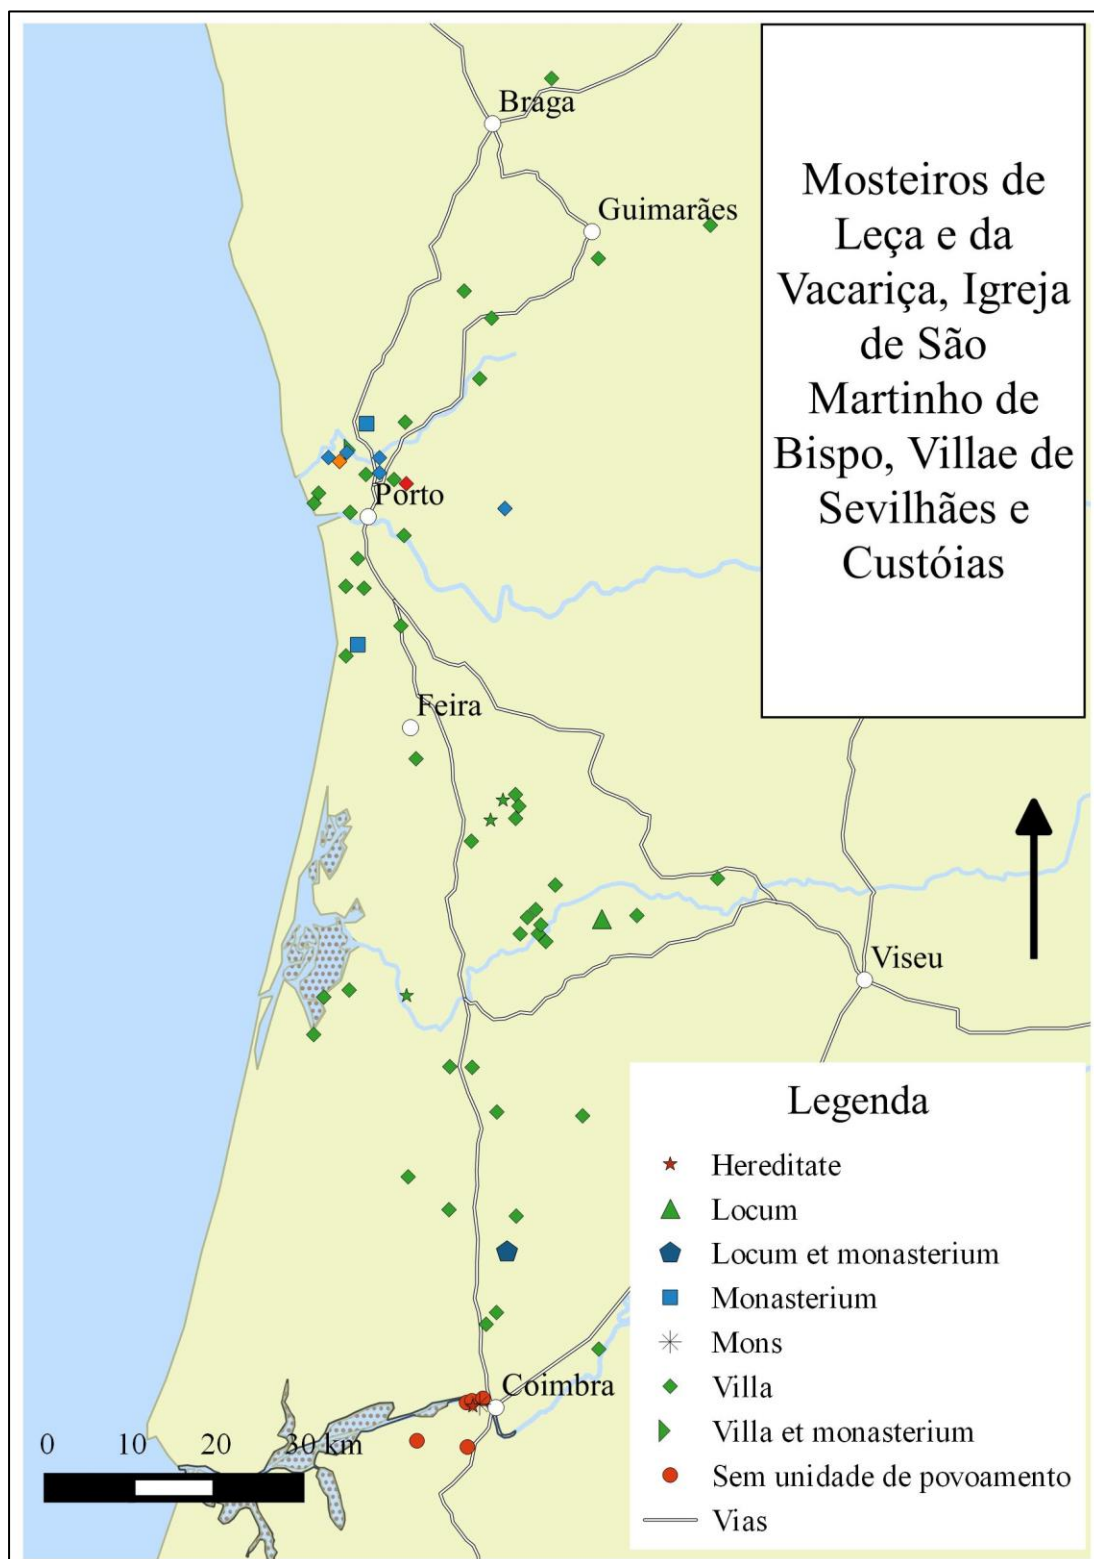 Braga
Guimarães
Mosteiros de
Leça e da
Vacariça, Igreja
de São
Martinho de
Bispo, Villae de
Sevilhães e
Custóias
Porto
Feira
Viseu
Coimbra
0 10 20 30 km
Legenda
Hereditate
Locum
Locum et monasterium
Monasterium
Mons
Villa
Villa et monasterium
Sem unidade de povoamento
Vias